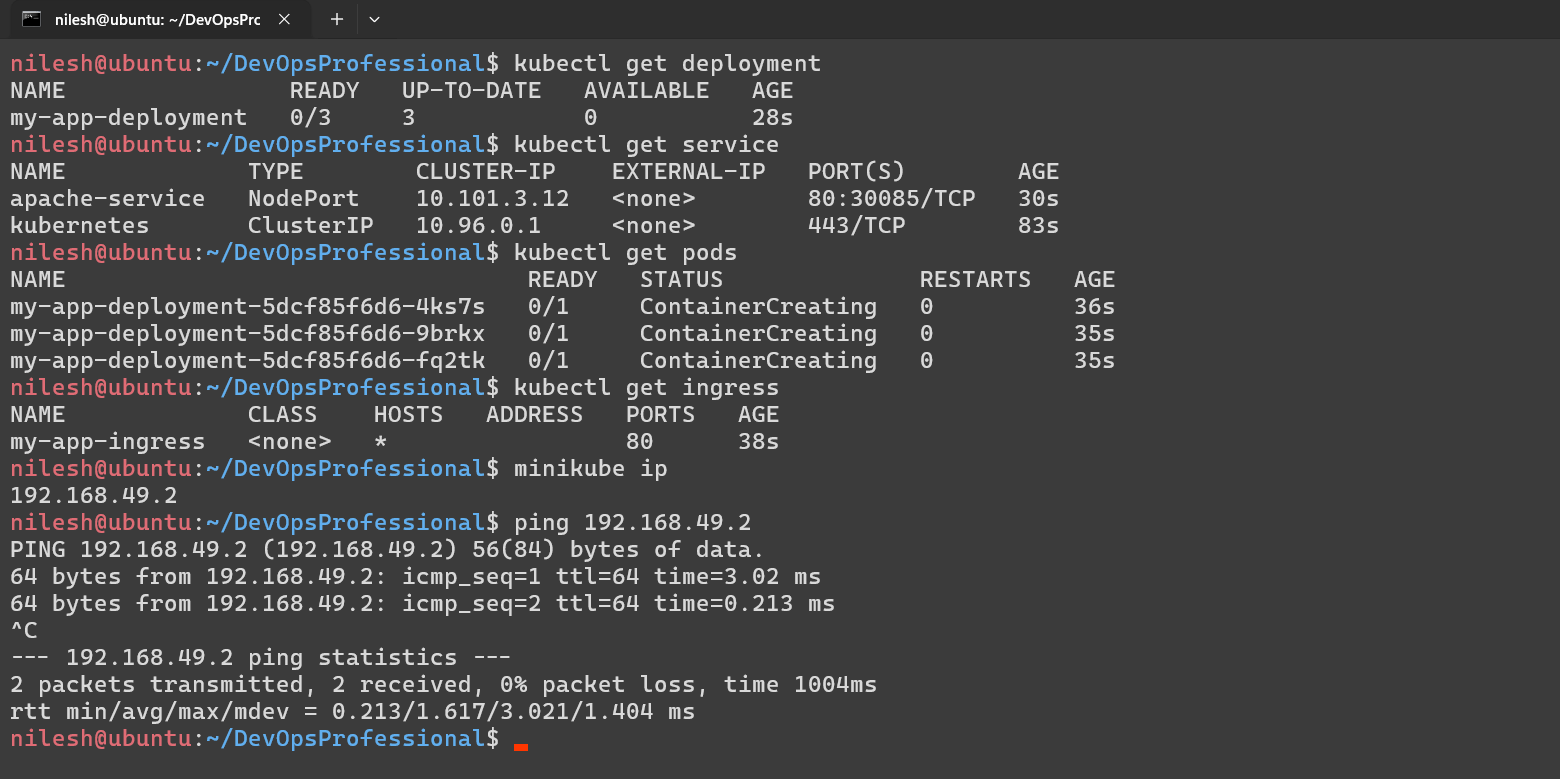 nilesh@ubuntu: ~/DevOpsPrc
nilesh@ubuntu:~/DevOpsProfessional$ kubectl get deployment
NAME                READY   UP-TO-DATE   AVAILABLE   AGE
my-app-deployment   0/3     3            0           28s
nilesh@ubuntu:~/DevOpsProfessional$ kubectl get service
NAME             TYPE        CLUSTER-IP    EXTERNAL-IP   PORT(S)        AGE
apache-service   NodePort    10.101.3.12   <none>        80:30085/TCP   30s
kubernetes       ClusterIP   10.96.0.1     <none>        443/TCP        83s
nilesh@ubuntu:~/DevOpsProfessional$ kubectl get pods
NAME                                 READY   STATUS              RESTARTS   AGE
my-app-deployment-5dcf85f6d6-4ks7s   0/1     ContainerCreating   0          36s
my-app-deployment-5dcf85f6d6-9brkx   0/1     ContainerCreating   0          35s
my-app-deployment-5dcf85f6d6-fq2tk   0/1     ContainerCreating   0          35s
nilesh@ubuntu:~/DevOpsProfessional$ kubectl get ingress
NAME             CLASS    HOSTS   ADDRESS   PORTS   AGE
my-app-ingress   <none>   *                 80      38s
nilesh@ubuntu:~/DevOpsProfessional$ minikube ip
192.168.49.2
nilesh@ubuntu:~/DevOpsProfessional$ ping 192.168.49.2
PING 192.168.49.2 (192.168.49.2) 56(84) bytes of data.
64 bytes from 192.168.49.2: icmp_seq=1 ttl=64 time=3.02 ms
64 bytes from 192.168.49.2: icmp_seq=2 ttl=64 time=0.213 ms
^C
--- 192.168.49.2 ping statistics ---
2 packets transmitted, 2 received, 0% packet loss, time 1004ms
rtt min/avg/max/mdev = 0.213/1.617/3.021/1.404 ms
nilesh@ubuntu:~/DevOpsProfessional$